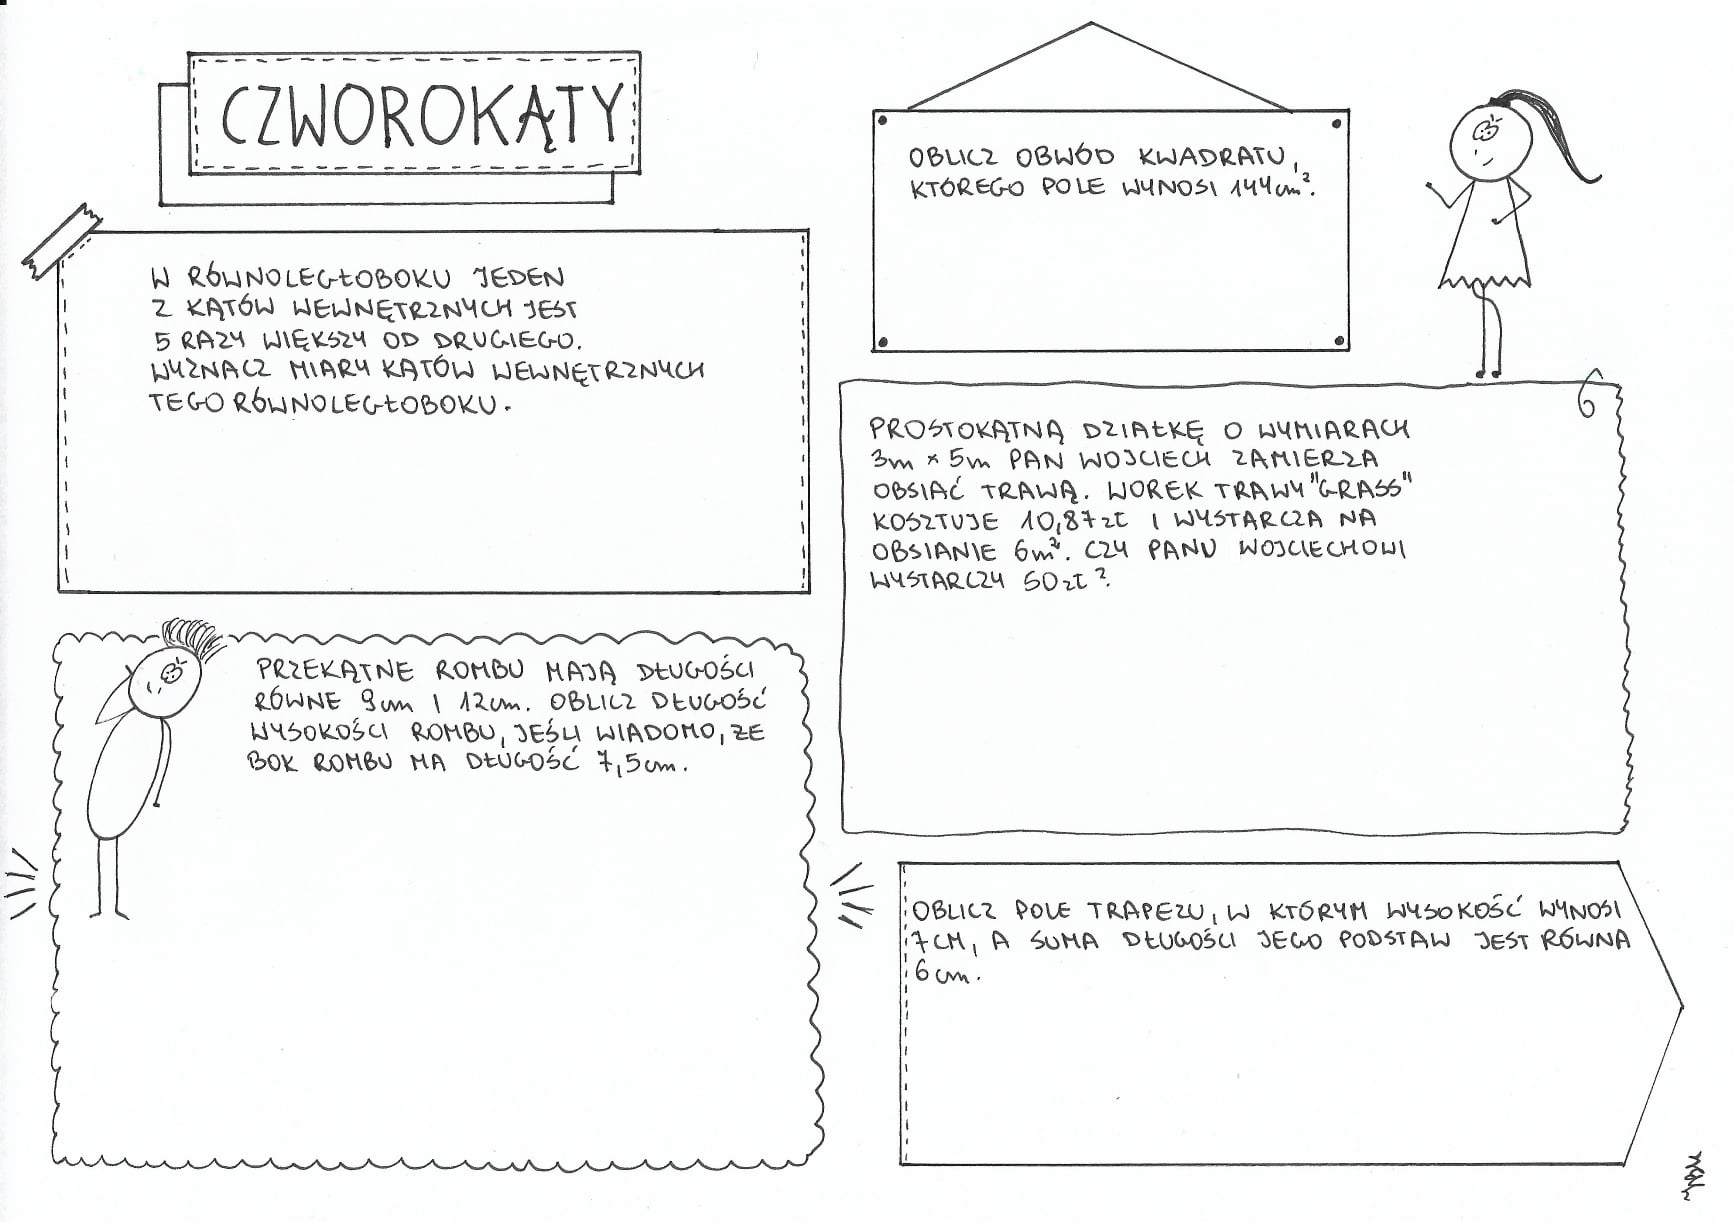 CZWOROKĄTY
W RÓWNOLEGŁOBOKU JEDEN
Z KĄTÓW WEWNĘTRZNYCH JEST
5 RAZY WIĘKSZY OD DRUGIEGO.
WYZNACZ MIARY KĄTÓW WEWNĘTRZNYCH
TEGO RÓWNOLEGŁOBOKU.
PRZEKĄTNE ROMBU MAJĄ DŁUGOŚCI
RÓWNE 9cm I 12cm. OBLICZ DŁUGOŚĆ
WYSOKOŚCI ROMBU, JEŚLI WIADOMO, ŻE
BOK ROMBU MA DŁUGOŚĆ 7,5cm.
OBLICZ OBWÓD KWADRATU,
KTÓREGO POLE WYNOSI 144cm².
PROSTOKĄTNĄ DZIAŁKĘ O WYMIARACH
3m × 5m PAN WOJCIECH ZAMIERZA
OBSIAĆ TRAWĄ. WOREK TRAWY "GRASS"
KOSZTUJE 10,87zł I WYSTARCZA NA
OBSIANIE 6m². CZY PANU WOJCIECHOWI
WYSTARCZY 50zł?
OBLICZ POLE TRAPEZU, W KTÓRYM WYSOKOŚĆ WYNOSI
7CM, A SUMA DŁUGOŚCI JEGO PODSTAW JEST RÓWNA
6cm.